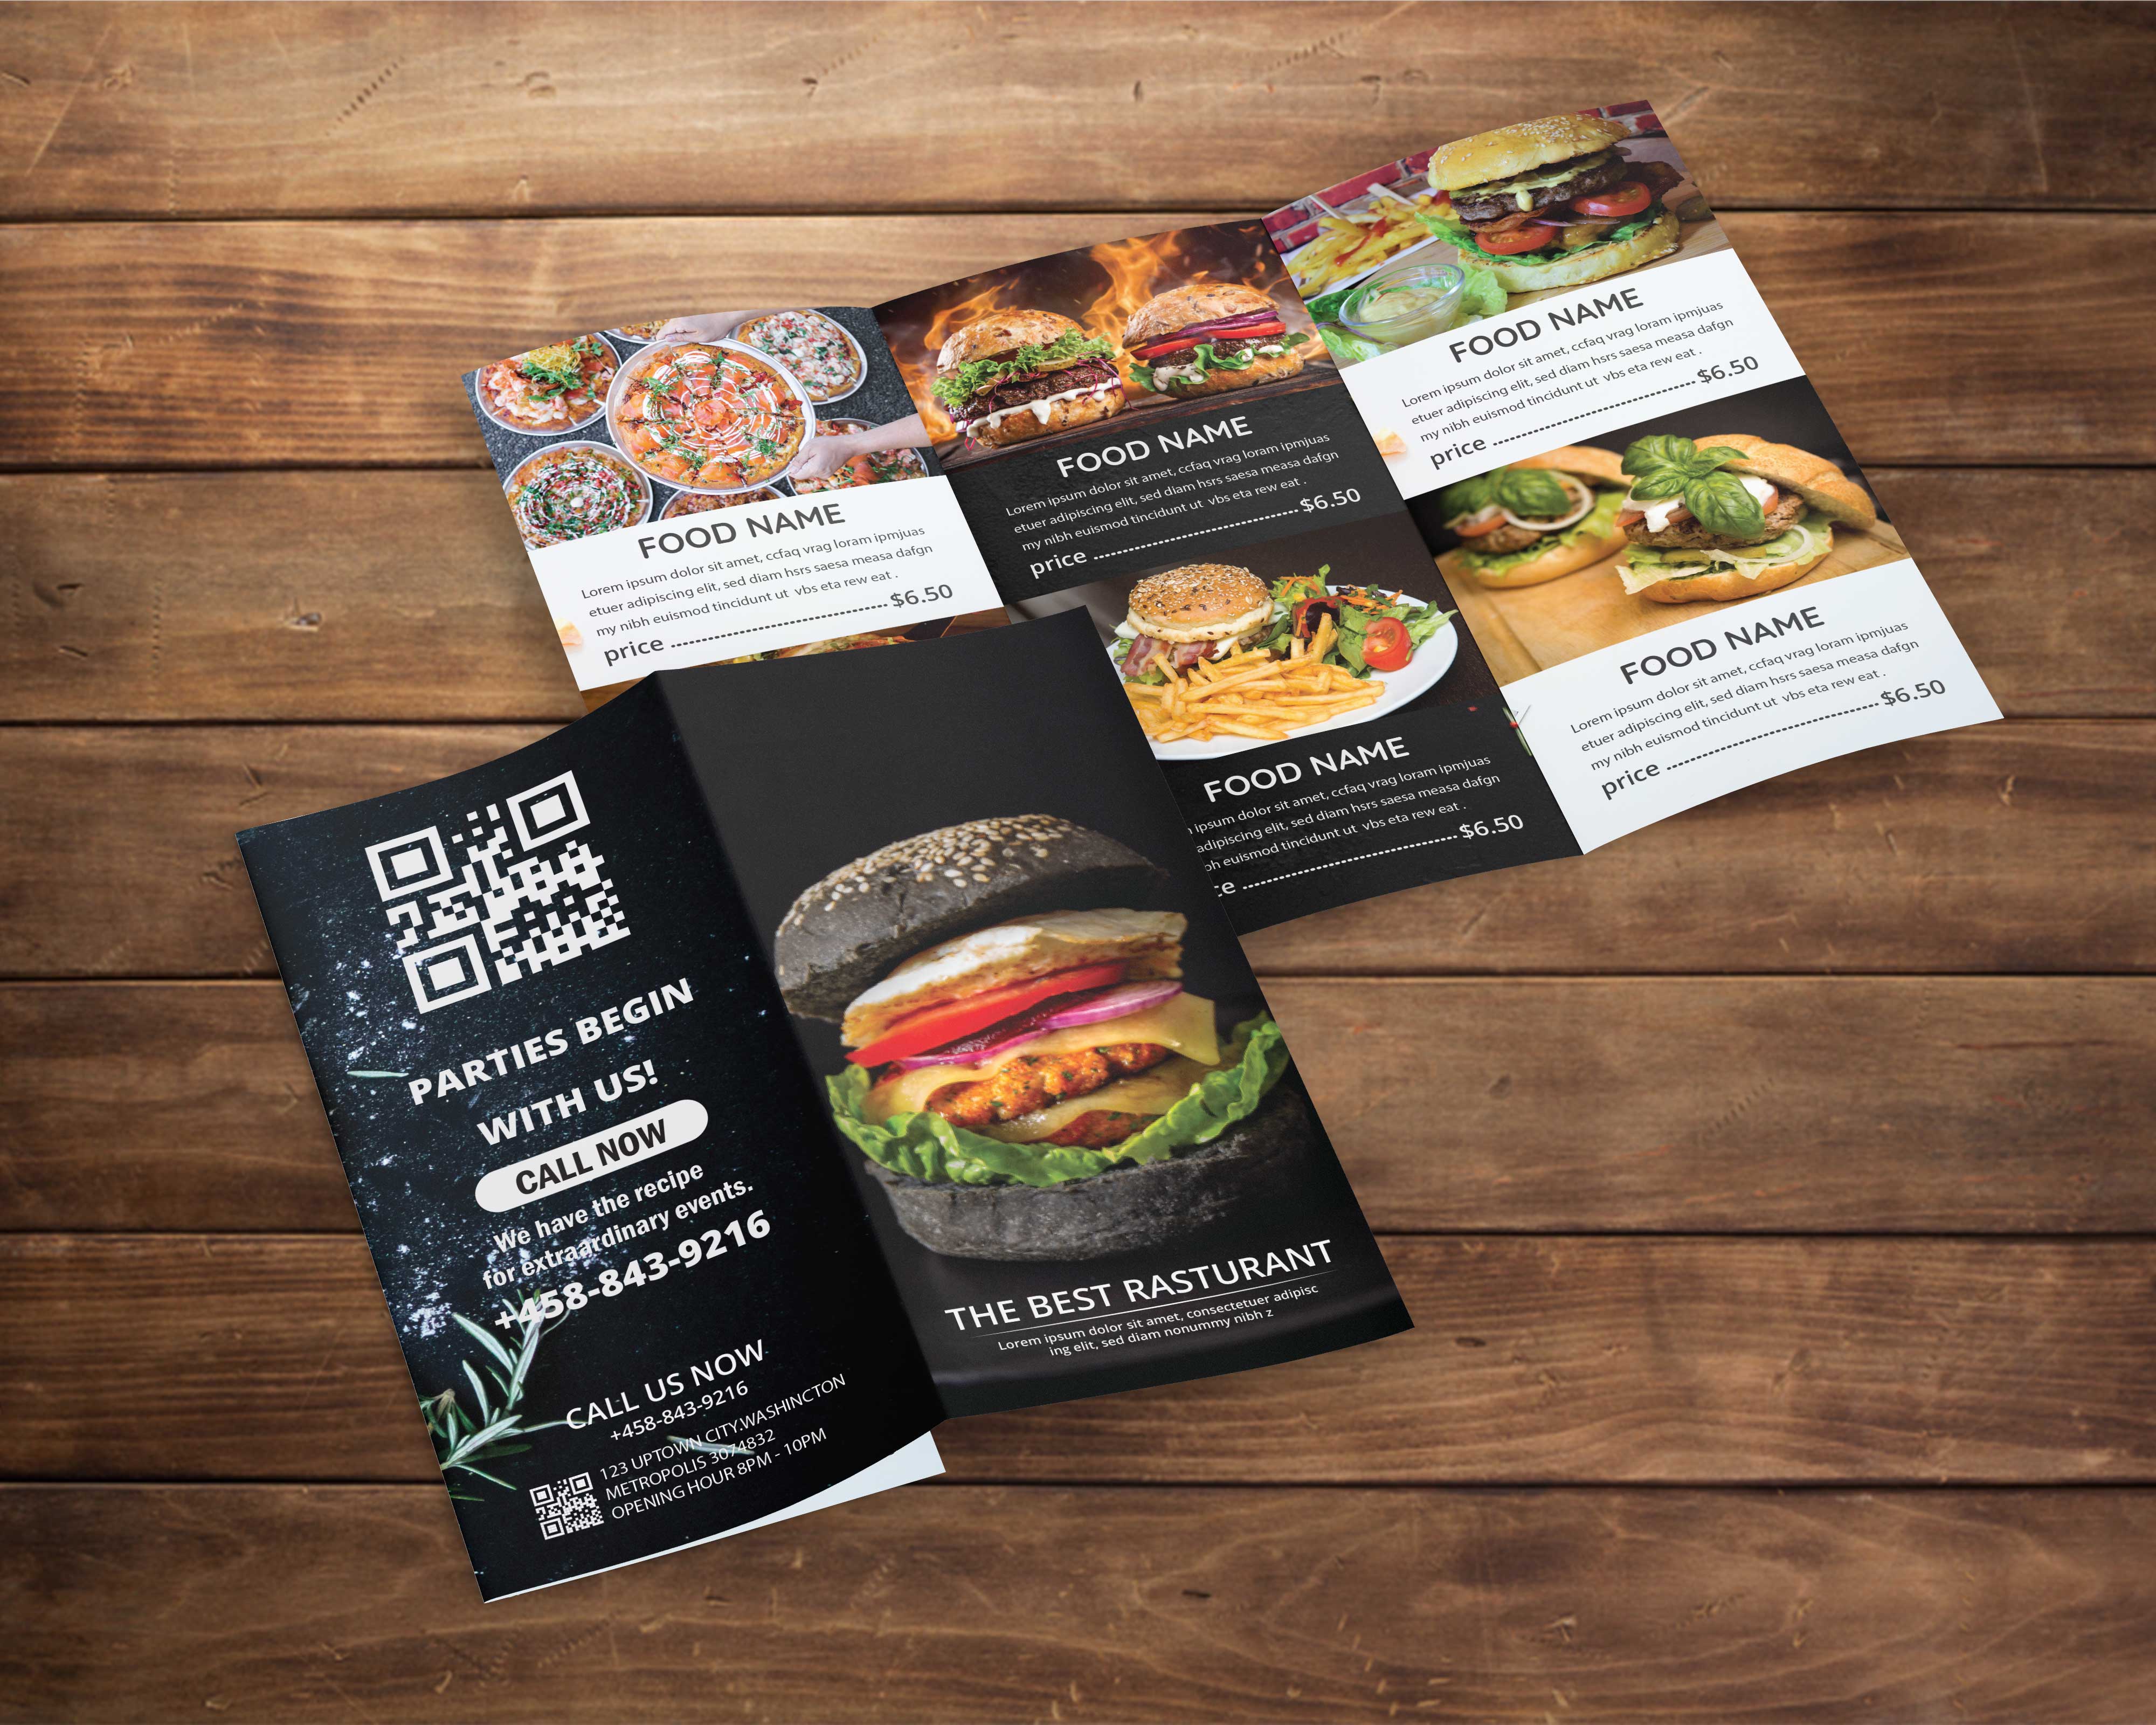 FOOD NAME
Lorem ipsum dolor sit amet, ccfaq vrag loram ipmjuas
etuer adipiscing elit, sed diam hsrs saesa measa dafgn
my nibh euismod tincidunt ut vbs eta rew eat .
price ------------------------------ $6.50
FOOD NAME
Lorem ipsum dolor sit amet, ccfaq vrag loram ipmjuas
etuer adipiscing elit, sed diam hsrs saesa measa dafgn
my nibh euismod tincidunt ut vbs eta rew eat .
price ------------------------------ $6.50
FOOD NAME
ipsum dolor sit amet, ccfaq vrag loram ipmjuas
adipiscing elit, sed diam hsrs saesa measa dafgn
bh euismod tincidunt ut vbs eta rew eat .
ce ------------------------------ $6.50
FOOD NAME
Lorem ipsum dolor sit amet, ccfaq vrag loram ipmjuas
etuer adipiscing elit, sed diam hsrs saesa measa dafgn
my nibh euismod tincidunt ut vbs eta rew eat .
price ------------------------------ $6.50
FOOD NAME
Lorem ipsum dolor sit amet, ccfaq vrag loram ipmjuas
etuer adipiscing elit, sed diam hsrs saesa measa dafgn
my nibh euismod tincidunt ut vbs eta rew eat .
price ------------------------------ $6.50
PARTIES BEGIN
WITH US!
CALL NOW
We have the recipe
for extraardinary events.
+458-843-9216
CALL US NOW
+458-843-9216
123 UPTOWN CITY,WASHINCTON
METROPOLIS 3074832
OPENING HOUR 8PM - 10PM
THE BEST RASTURANT
Lorem ipsum dolor sit amet, consectetuer adipisc
ing elit, sed diam nonummy nibh z